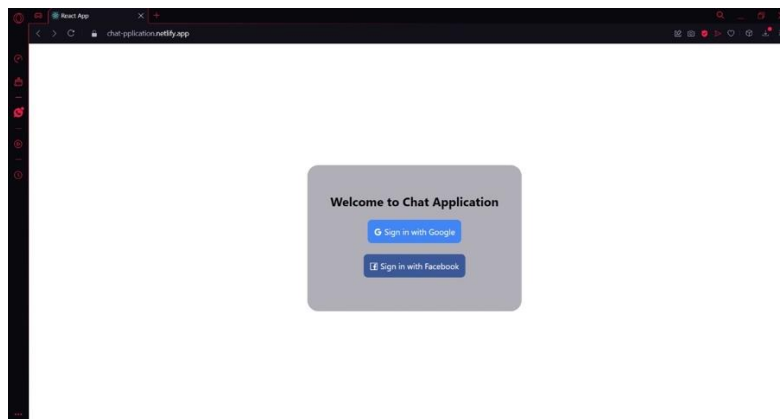 React App
chat-pplication.netlify.app
Welcome to Chat Application
G Sign in with Google
Sign in with Facebook